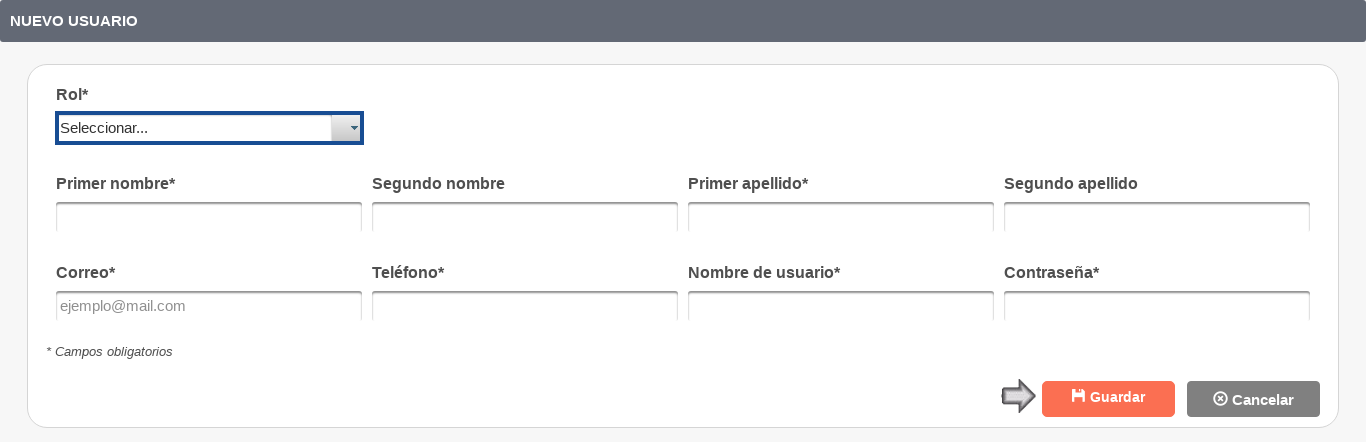 NUEVO USUARIO
Rol*
Seleccionar...
Primer nombre* Segundo nombre Primer apellido* Segundo apellido
Correo* Teléfono* Nombre de usuario* Contraseña*
ejemplo@mail.com
* Campos obligatorios
Guardar Cancelar